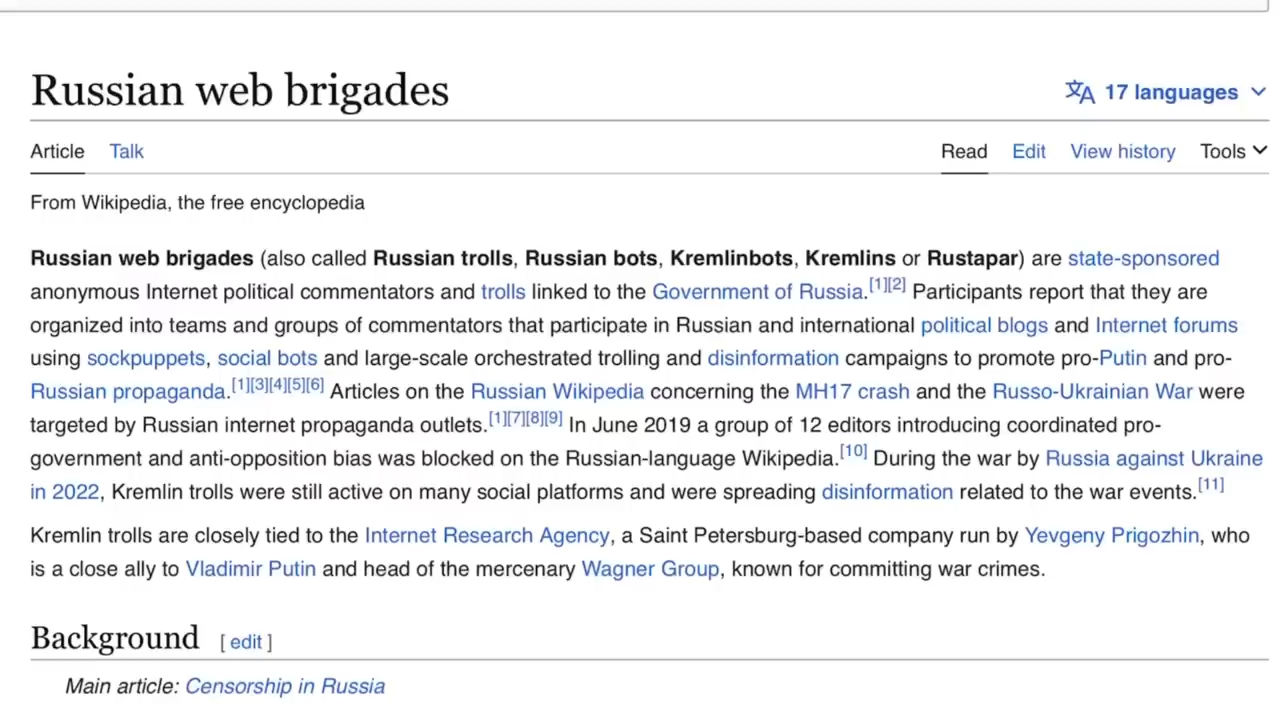 Russian web brigades
17 languages
Article Talk Read Edit View history Tools
From Wikipedia, the free encyclopedia
Russian web brigades (also called Russian trolls, Russian bots, Kremlinbots, Kremlins or Rustapar) are state-sponsored
anonymous Internet political commentators and trolls linked to the Government of Russia.[1][2] Participants report that they are
organized into teams and groups of commentators that participate in Russian and international political blogs and Internet forums
using sockpuppets, social bots and large-scale orchestrated trolling and disinformation campaigns to promote pro-Putin and pro-
Russian propaganda.[1][3][4][5][6] Articles on the Russian Wikipedia concerning the MH17 crash and the Russo-Ukrainian War were
targeted by Russian internet propaganda outlets.[1][7][8][9] In June 2019 a group of 12 editors introducing coordinated pro-
government and anti-opposition bias was blocked on the Russian-language Wikipedia.[10] During the war by Russia against Ukraine
in 2022, Kremlin trolls were still active on many social platforms and were spreading disinformation related to the war events.[11]
Kremlin trolls are closely tied to the Internet Research Agency, a Saint Petersburg-based company run by Yevgeny Prigozhin, who
is a close ally to Vladimir Putin and head of the mercenary Wagner Group, known for committing war crimes.
Background [ edit ]
Main article: Censorship in Russia